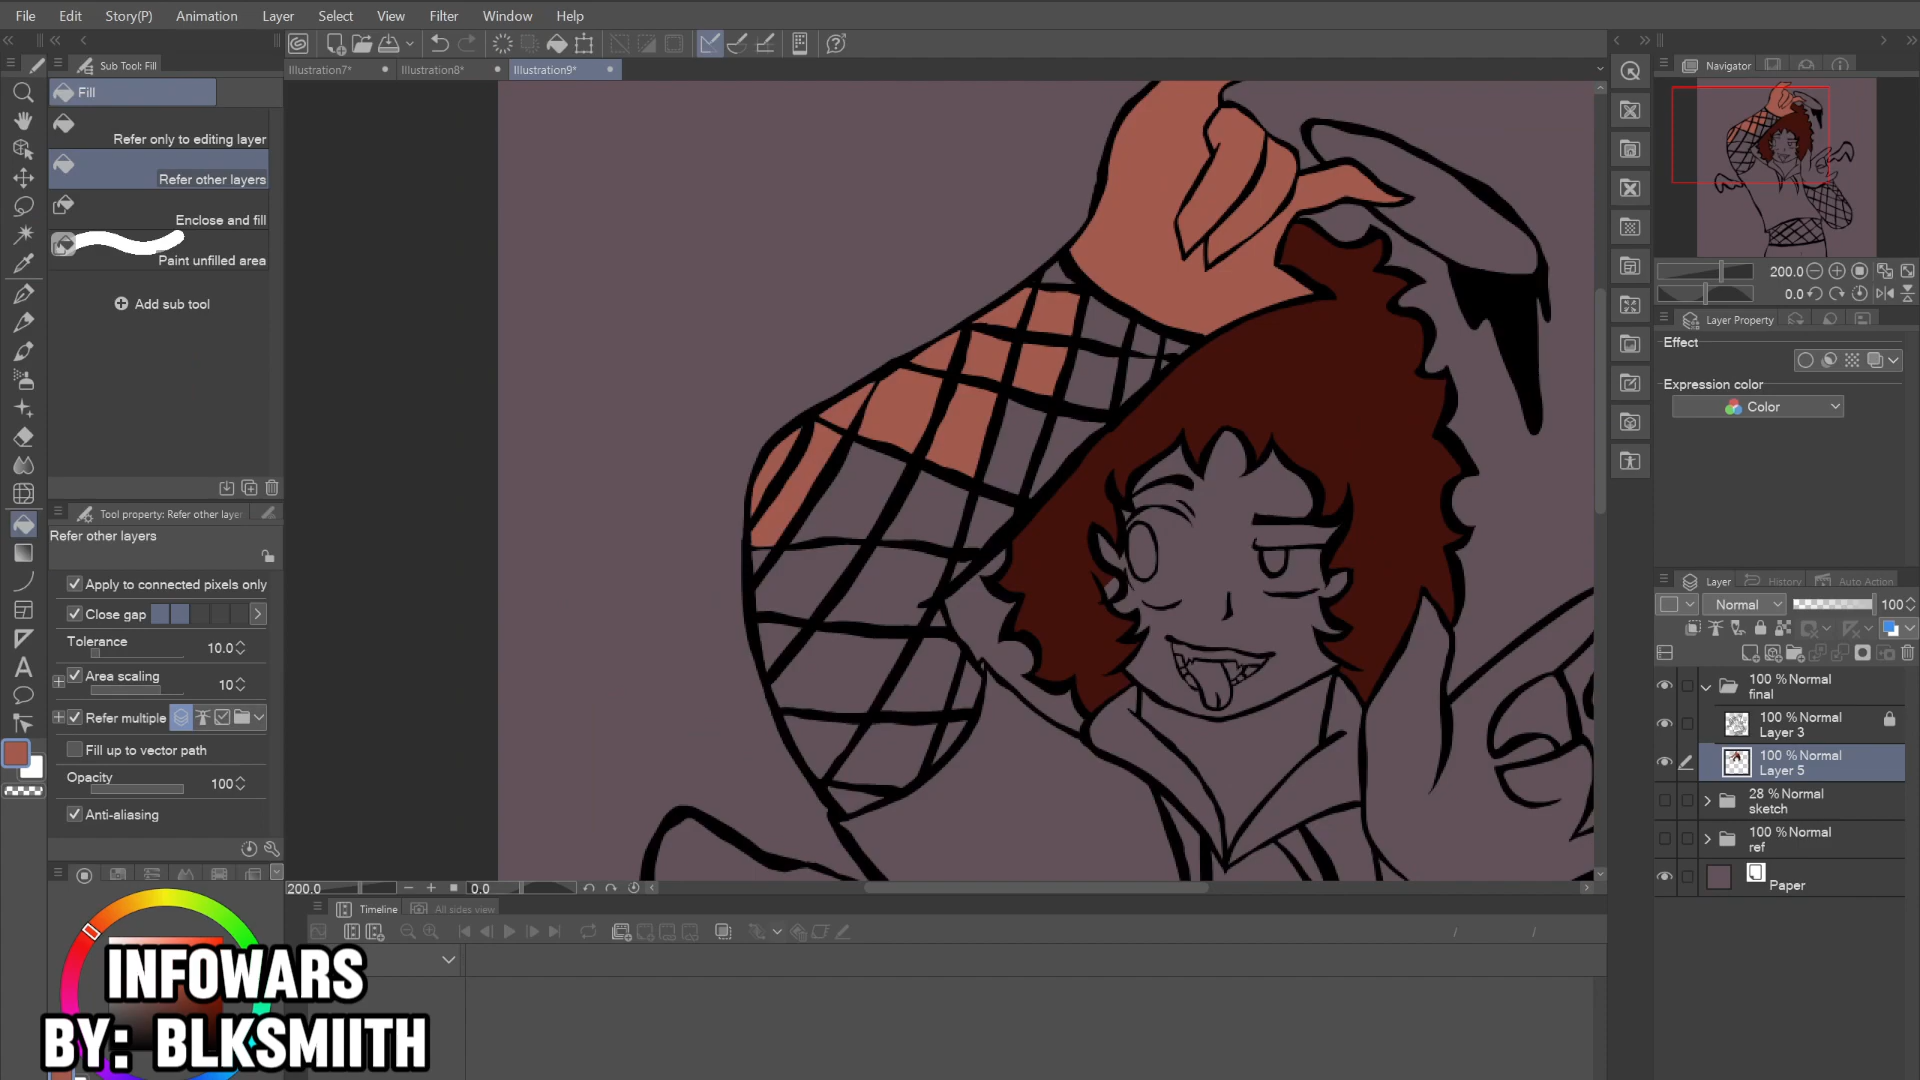 File Edit Story(P) Animation Layer Select View Filter Window Help
Sub Tool: Fill
Illustration7* Illustration8* Illustration9*
Navigator
Fill
Refer only to editing layer
Refer other layers
Enclose and fill
Paint unfilled area
Add sub tool
200.0
0.0
Layer Property
Effect
Expression color
Color
Tool property: Refer other layer
Refer other layers
Apply to connected pixels only
Close gap
Tolerance 10.0
Area scaling 10
Refer multiple
Fill up to vector path
Opacity 100
Anti-aliasing
Layer History Auto Action
Normal 100
100 % Normal
final
100 % Normal
Layer 3
100 % Normal
Layer 5
28 % Normal
sketch
100 % Normal
ref
Paper
200.0 0.0
Timeline All sides view
/ /
INFOWARS
BY: BLKSMIITH